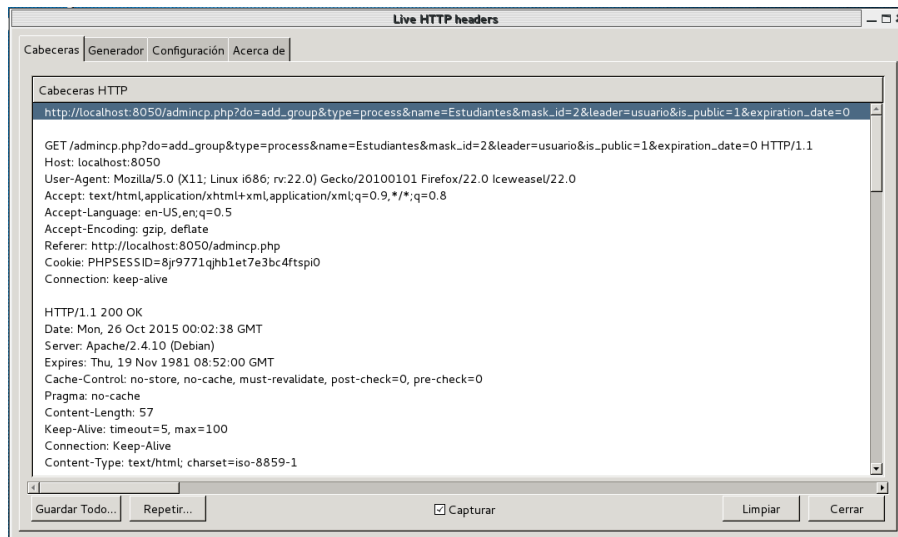 Live HTTP headers
Cabeceras Generador Configuración Acerca de
Cabeceras HTTP
http://localhost:8050/admincp.php?do=add_group&type=process&name=Estudiantes&mask_id=2&leader=usuario&is_public=1&expiration_date=0
GET /admincp.php?do=add_group&type=process&name=Estudiantes&mask_id=2&leader=usuario&is_public=1&expiration_date=0 HTTP/1.1
Host: localhost:8050
User-Agent: Mozilla/5.0 (X11; Linux i686; rv:22.0) Gecko/20100101 Firefox/22.0 Iceweasel/22.0
Accept: text/html,application/xhtml+xml,application/xml;q=0.9,*/*;q=0.8
Accept-Language: en-US,en;q=0.5
Accept-Encoding: gzip, deflate
Referer: http://localhost:8050/admincp.php
Cookie: PHPSESSID=8jr9771qjhb1et7e3bc4ftspi0
Connection: keep-alive
HTTP/1.1 200 OK
Date: Mon, 26 Oct 2015 00:02:38 GMT
Server: Apache/2.4.10 (Debian)
Expires: Thu, 19 Nov 1981 08:52:00 GMT
Cache-Control: no-store, no-cache, must-revalidate, post-check=0, pre-check=0
Pragma: no-cache
Content-Length: 57
Keep-Alive: timeout=5, max=100
Connection: Keep-Alive
Content-Type: text/html; charset=iso-8859-1
Guardar Todo... Repetir... Capturar Limpiar Cerrar